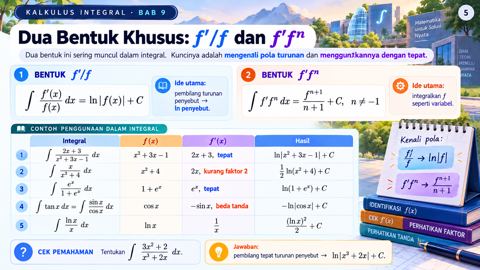 KALKULUS INTEGRAL • BAB 9
5
Dua Bentuk Khusus: f′/f dan f′fⁿ
Dua bentuk ini sering muncul dalam integral. Kuncinya adalah mengenali pola turunan dan menggunakannya dengan tepat.
Matematika
untuk Solusi
Nyata
1 BENTUK f′/f
∫ f′(x)/f(x) dx = ln|f(x)| + C
Ide utama:
pembilang turunan
penyebut →
ln penyebut.
2 BENTUK f′fⁿ
∫ f′fⁿ dx = fⁿ⁺¹/(n+1) + C, n ≠ −1
Ide utama:
integralkan f
seperti variabel.
CONTOH PENGGUNAAN DALAM INTEGRAL
Integral f(x) f′(x) Hasil
1 ∫ (2x+3)/(x²+3x−1) dx x²+3x−1 2x+3, tepat ln|x²+3x−1| + C
2 ∫ x/(x²+4) dx x²+4 2x, kurang faktor 2 1/2 ln(x²+4) + C
3 ∫ eˣ/(1+eˣ) dx 1+eˣ eˣ, tepat ln(1+eˣ) + C
4 ∫ tan x dx = ∫ sin x/cos x dx cos x −sin x, beda tanda −ln|cos x| + C
5 ∫ ln x/x dx ln x 1/x (ln x)²/2 + C
Kenali pola:
→ ln|f|
f′fⁿ → fⁿ⁺¹/(n+1)
IDENTIFIKASI f(x)
CEK f′(x) PERHATIKAN FAKTOR
PERHATIKAN TANDA
? CEK PEMAHAMAN Tentukan ∫ (3x²+2)/(x³+2x) dx.
Jawaban:
pembilang tepat turunan penyebut → ln|x³+2x| + C.